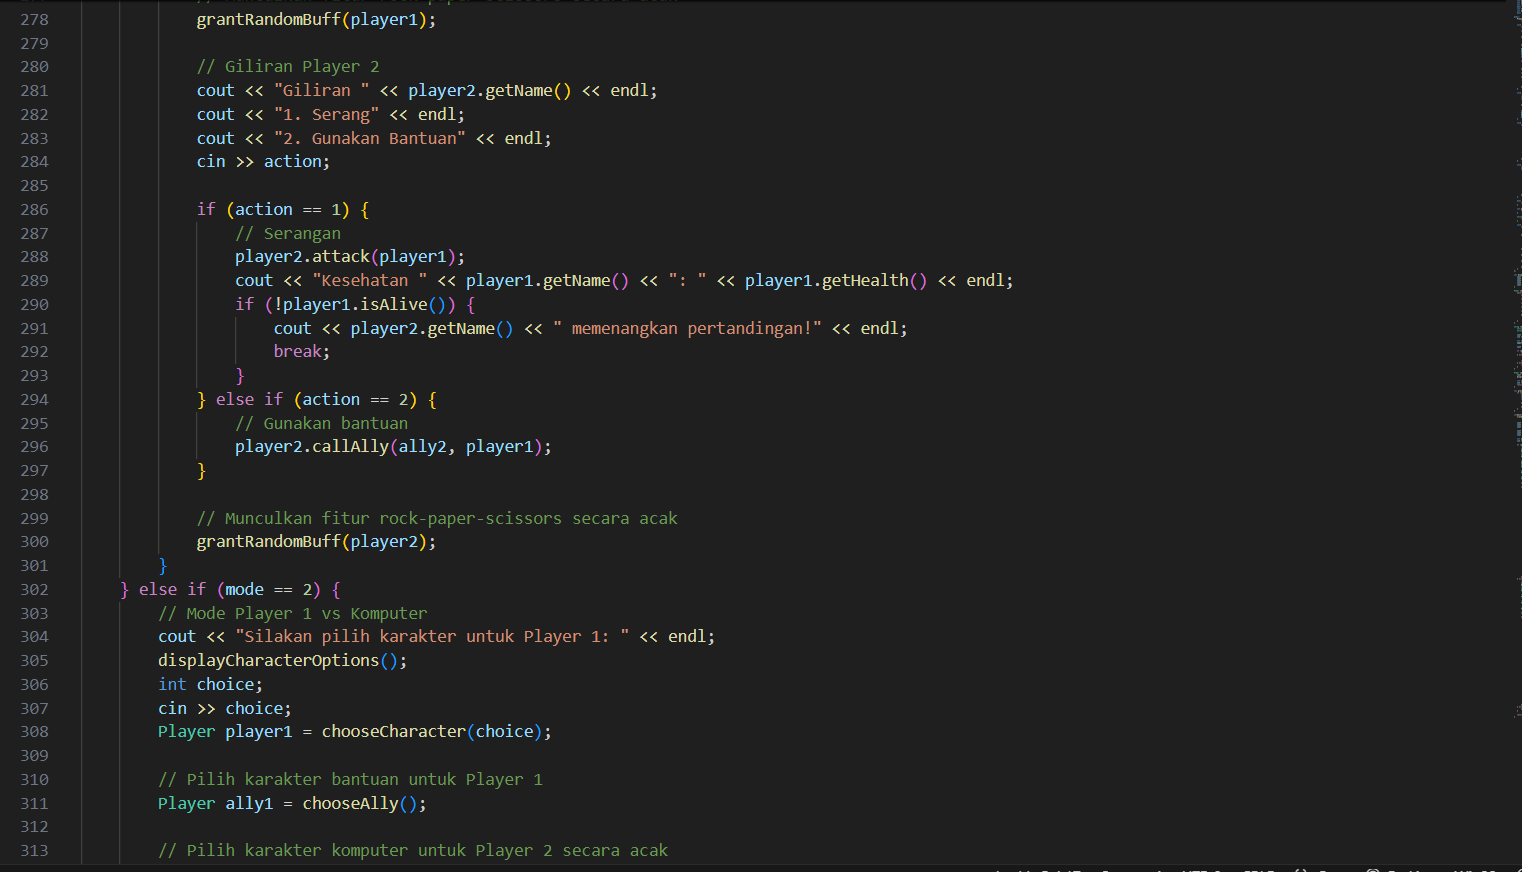 278 grantRandomBuff(player1);
279
280 // Giliran Player 2
281 cout << "Giliran " << player2.getName() << endl;
282 cout << "1. Serang" << endl;
283 cout << "2. Gunakan Bantuan" << endl;
284 cin >> action;
285
286 if (action == 1) {
287 // Serangan
288 player2.attack(player1);
289 cout << "Kesehatan " << player1.getName() << ": " << player1.getHealth() << endl;
290 if (!player1.isAlive()) {
291 cout << player2.getName() << " memenangkan pertandingan!" << endl;
292 break;
293 }
294 } else if (action == 2) {
295 // Gunakan bantuan
296 player2.callAlly(ally2, player1);
297 }
298
299 // Munculkan fitur rock-paper-scissors secara acak
300 grantRandomBuff(player2);
301 }
302 } else if (mode == 2) {
303 // Mode Player 1 vs Komputer
304 cout << "Silakan pilih karakter untuk Player 1: " << endl;
305 displayCharacterOptions();
306 int choice;
307 cin >> choice;
308 Player player1 = chooseCharacter(choice);
309
310 // Pilih karakter bantuan untuk Player 1
311 Player ally1 = chooseAlly();
312
313 // Pilih karakter komputer untuk Player 2 secara acak